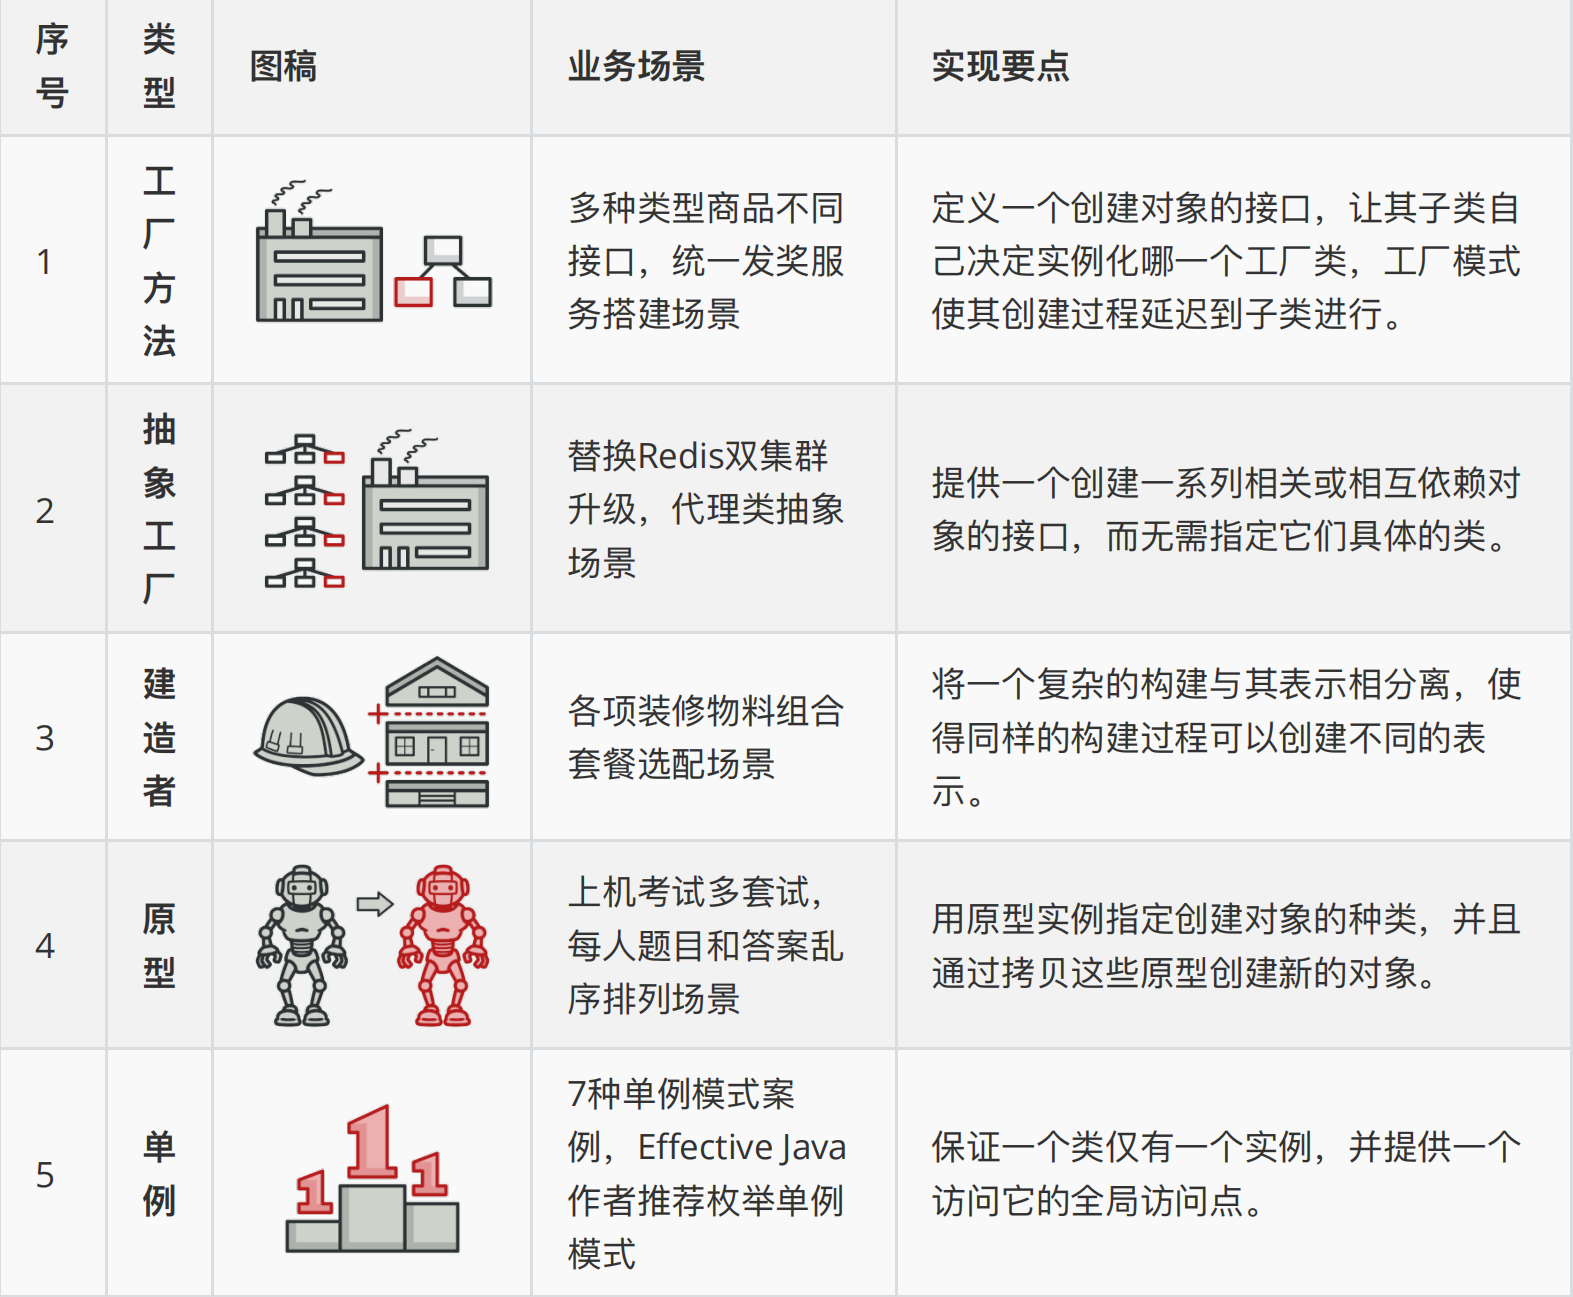 序号
类型
图稿
业务场景
实现要点
1
工厂方法
多种类型商品不同
接口，统一发奖服
务搭建场景
定义一个创建对象的接口，让其子类自
己决定实例化哪一个工厂类，工厂模式
使其创建过程延迟到子类进行。
2
抽象工厂
替换Redis双集群
升级，代理类抽象
场景
提供一个创建一系列相关或相互依赖对
象的接口，而无需指定它们具体的类。
3
建造者
各项装修物料组合
套餐选配场景
将一个复杂的构建与其表示相分离，使
得同样的构建过程可以创建不同的表
示。
4
原型
上机考试多套试，
每人题目和答案乱
序排列场景
用原型实例指定创建对象的种类，并且
通过拷贝这些原型创建新的对象。
5
单例
1
1
1
7种单例模式案
例，Effective Java
作者推荐枚举单例
模式
保证一个类仅有一个实例，并提供一个
访问它的全局访问点。